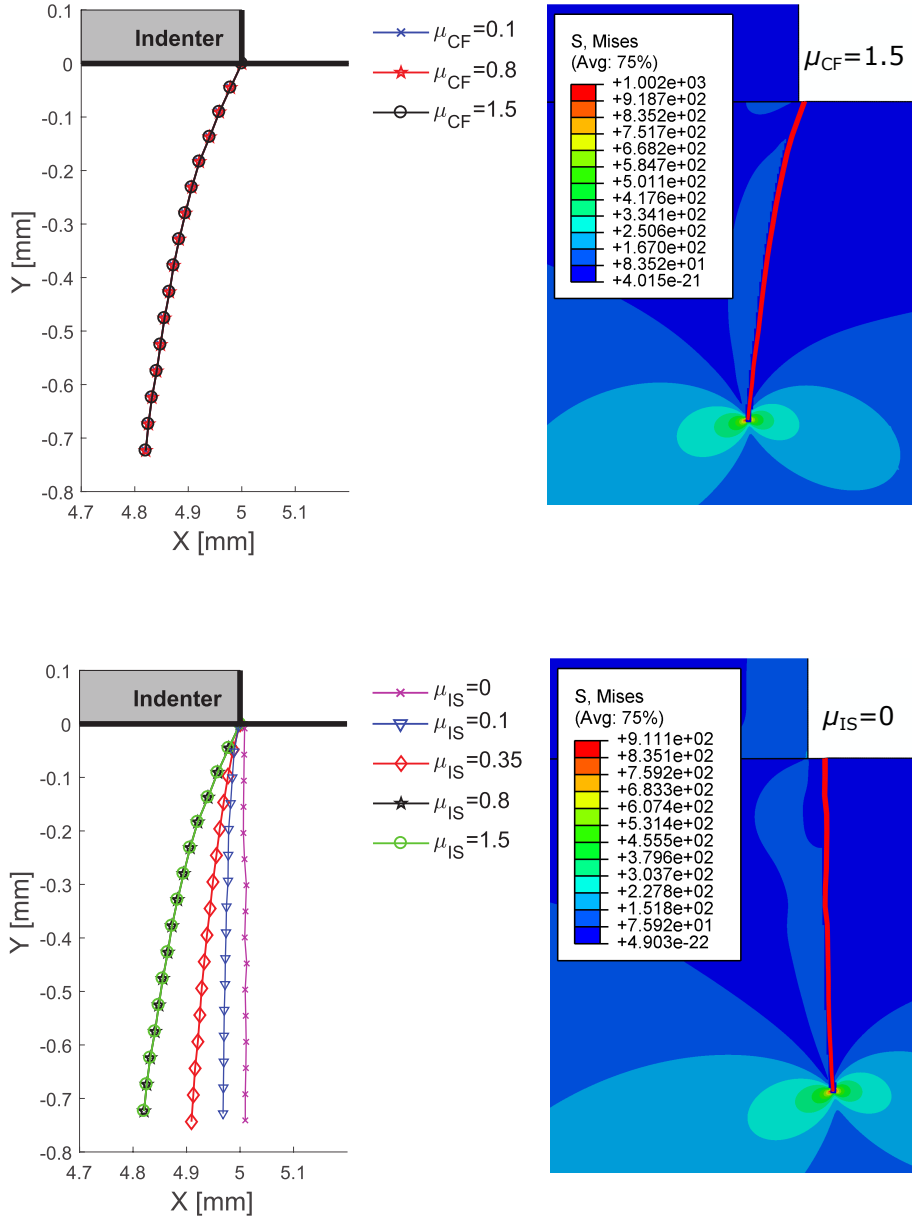 0.1
0
-0.1
-0.2
-0.3
-0.4
-0.5
-0.6
-0.7
-0.8
Y [mm]
Indenter
4.7 4.8 4.9 5 5.1
X [mm]
μCF=0.1
μCF=0.8
μCF=1.5
S, Mises
(Avg: 75%)
+1.002e+03
+9.187e+02
+8.352e+02
+7.517e+02
+6.682e+02
+5.847e+02
+5.011e+02
+4.176e+02
+3.341e+02
+2.506e+02
+1.670e+02
+8.352e+01
+4.015e-21
μCF=1.5
0.1
0
-0.1
-0.2
-0.3
-0.4
-0.5
-0.6
-0.7
-0.8
Y [mm]
Indenter
4.7 4.8 4.9 5 5.1
X [mm]
μIS=0
μIS=0.1
μIS=0.35
μIS=0.8
μIS=1.5
S, Mises
(Avg: 75%)
+9.111e+02
+8.351e+02
+7.592e+02
+6.833e+02
+6.074e+02
+5.314e+02
+4.555e+02
+3.796e+02
+3.037e+02
+2.278e+02
+1.518e+02
+7.592e+01
+4.903e-22
μIS=0